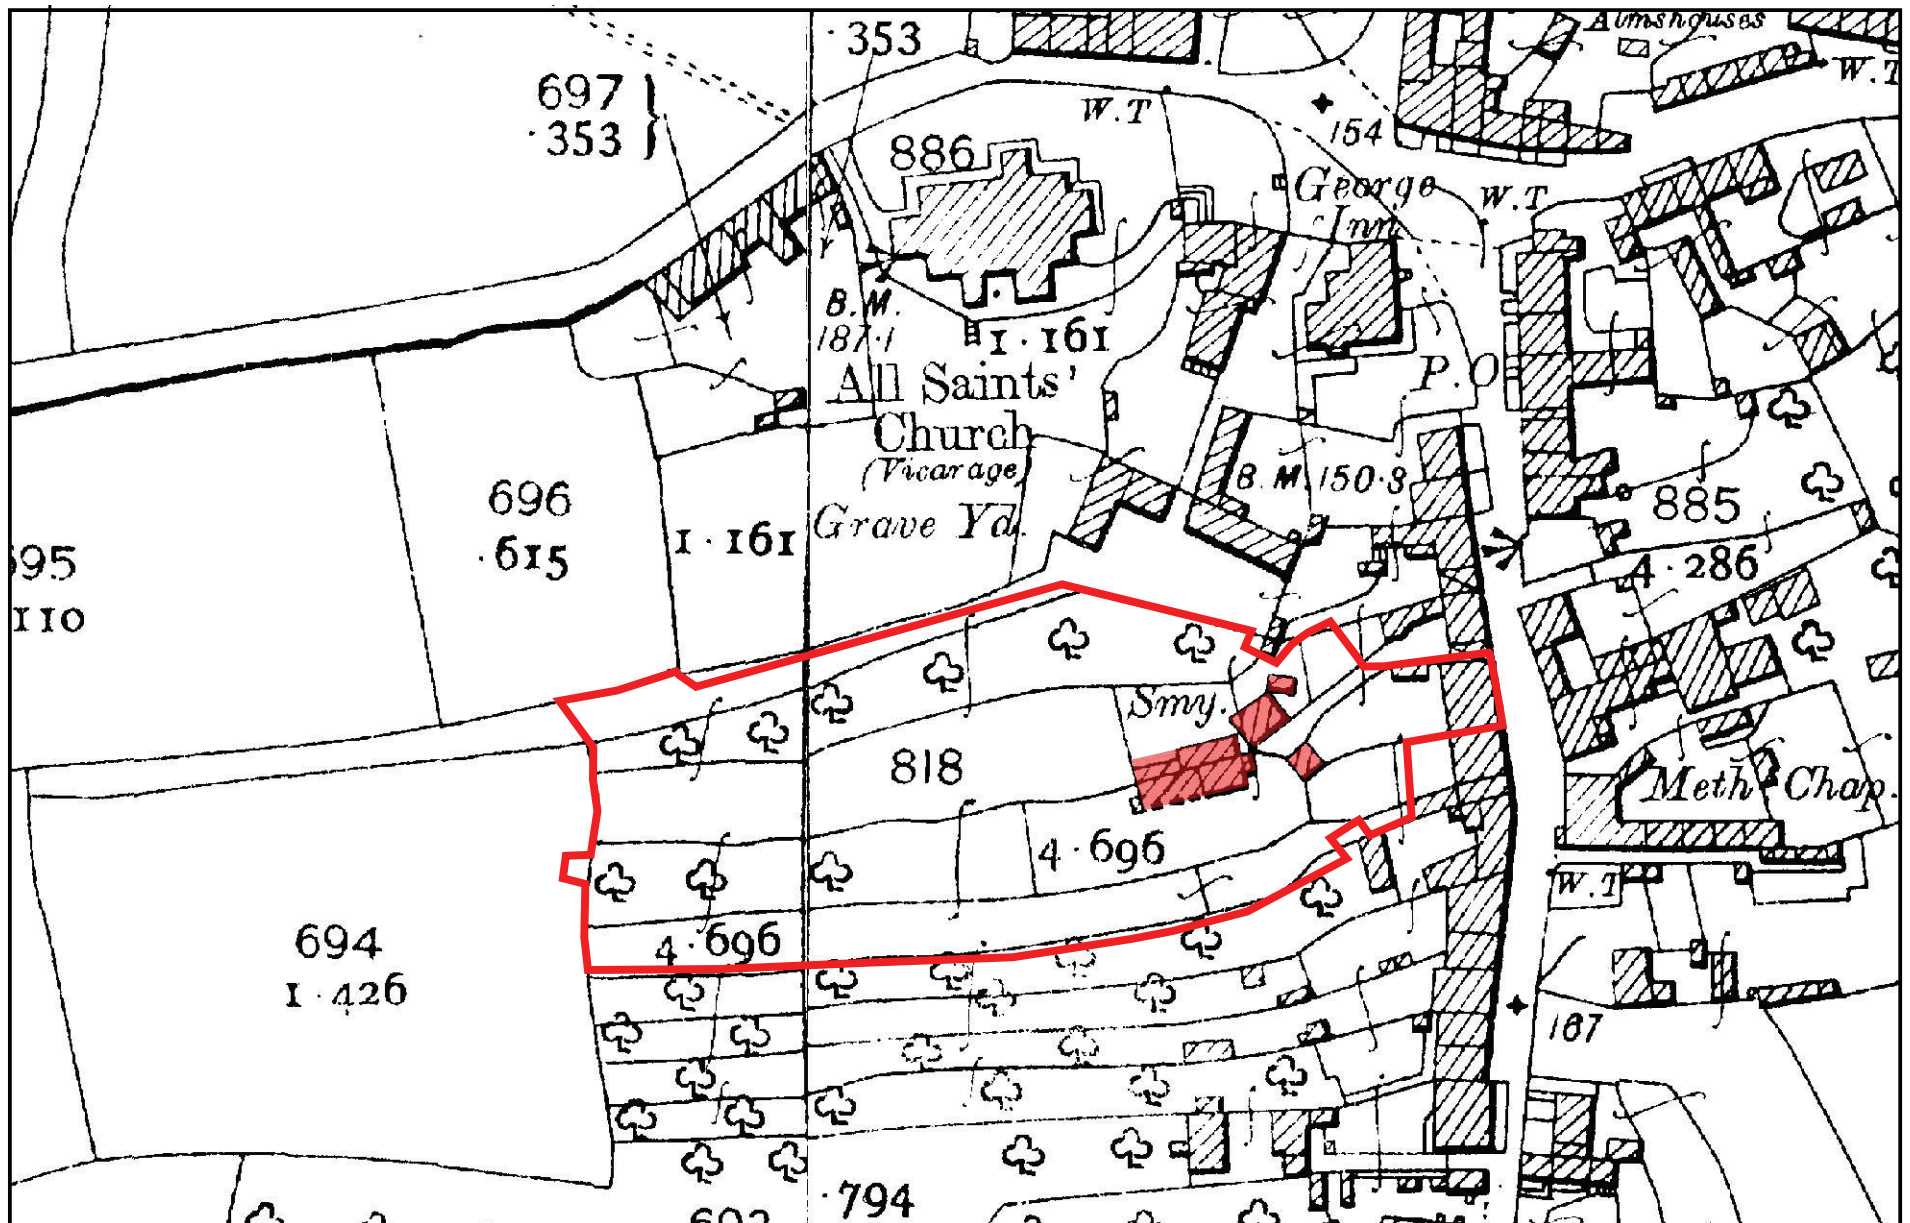 · 353
Almshouses
697
· 353
W. T
W. T
154
886
George
Inn
W. T
B. M.
187·1
1 · 161
All Saints'
Church
(Vicarage)
P. O
696
· 615
1 · 161
Grave Yd.
B. M. 150·8
885
4 · 286
Smy.
818
Meth Chap.
4 · 696
W. T
694
1 · 426
4 · 696
167
· 794